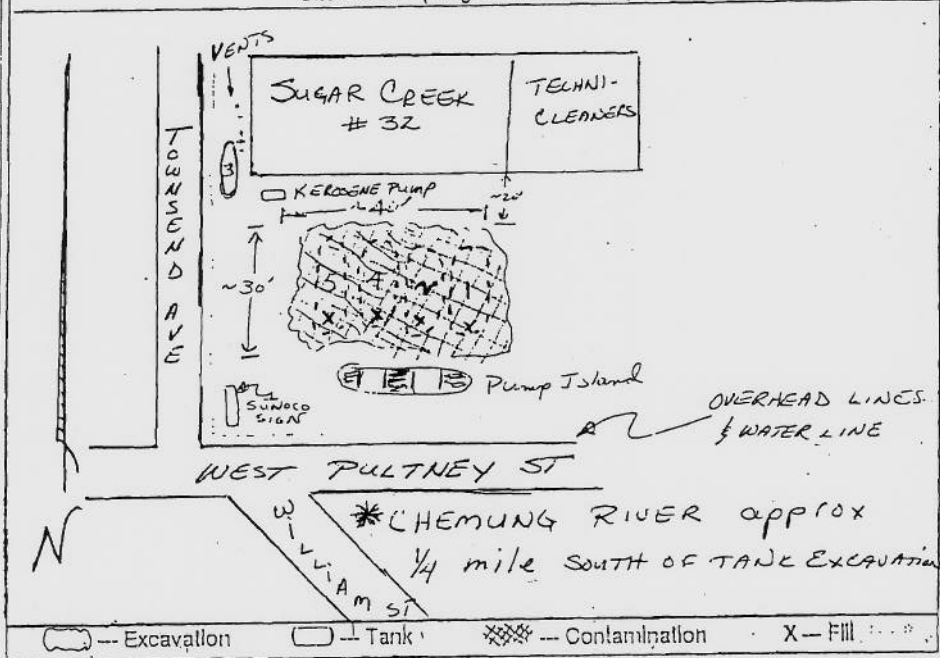 VENTS
SUGAR CREEK
# 32
TECHNI-
CLEANERS
TOWNSEND AVE
3
KEROSENE PUMP
~20'
~30'
5 4
X X X X
Pump Island
SUNOCO
SIGN
OVERHEAD LINES
& WATER LINE
WEST PULTNEY ST
WILLIAM ST
*CHEMUNG RIVER approx
1/4 mile SOUTH OF TANK EXCAVATION
N
--- Excavation
--- Tank
--- Contamination
X — Fill